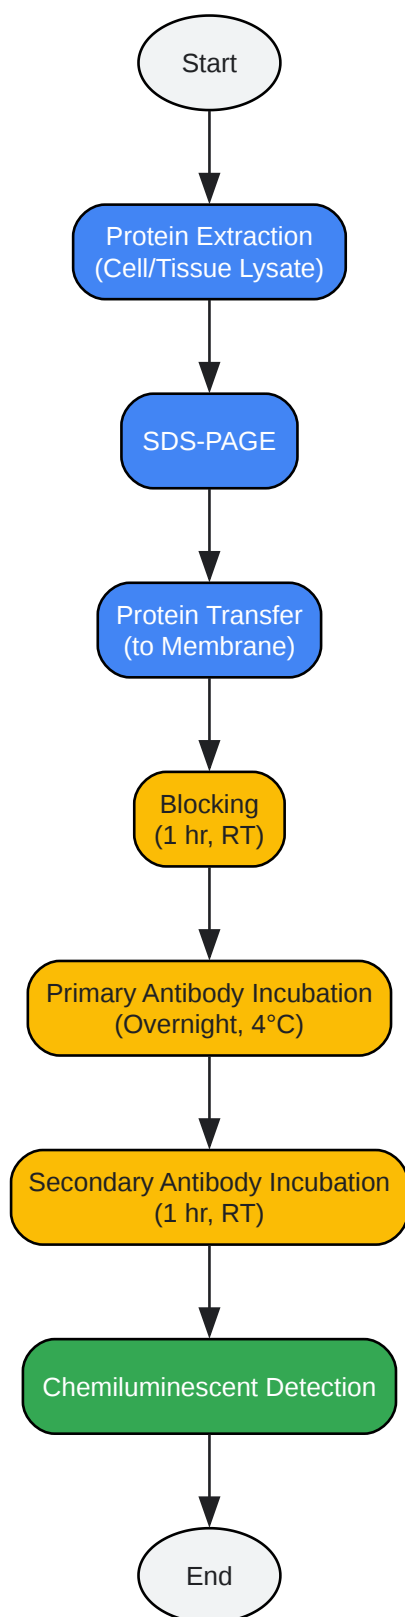 Start
Protein Extraction
(Cell/Tissue Lysate)
SDS-PAGE
Protein Transfer
(to Membrane)
Blocking
(1 hr, RT)
Primary Antibody Incubation
(Overnight, 4°C)
Secondary Antibody Incubation
(1 hr, RT)
Chemiluminescent Detection
End